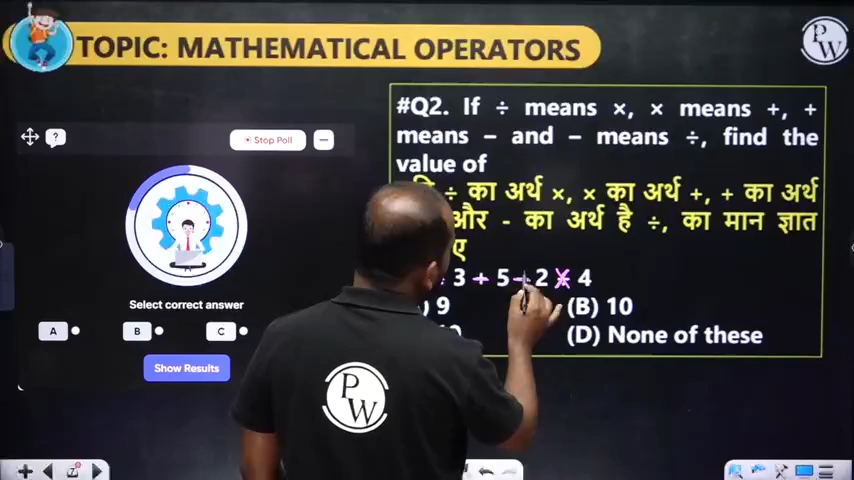 TOPIC: MATHEMATICAL OPERATORS
PW
#Q2. If ÷ means ×, × means +, +
means – and – means ÷, find the
value of
÷ का अर्थ ×, × का अर्थ +, + का अर्थ
और - का अर्थ है ÷, का मान ज्ञात
3 + 5 2 4
9 (B) 10
(D) None of these
? Stop Poll
Select correct answer
A B C
Show Results
PW